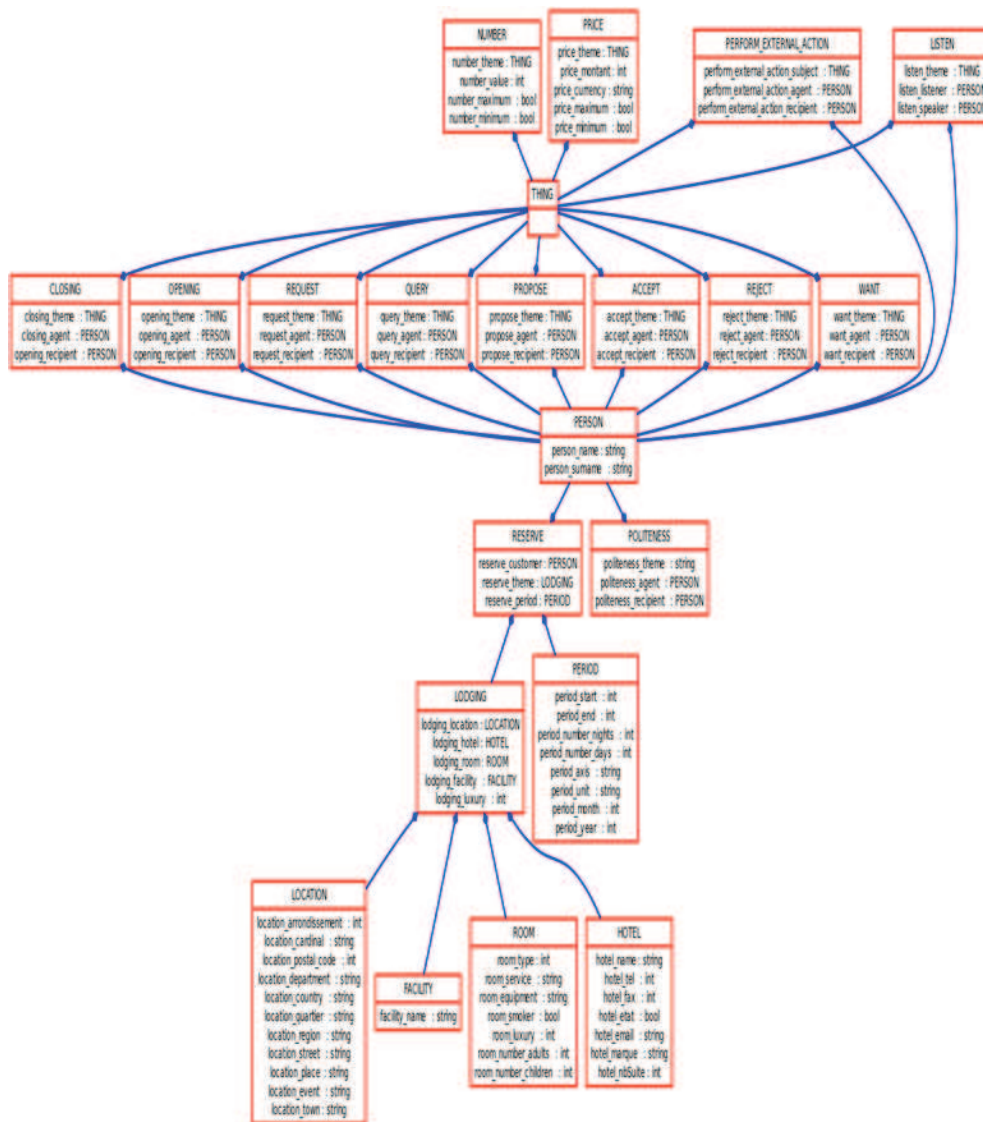 NUMBER
number_theme : THING
number_value : int
number_maximum : bool
number_minimum : bool
PRICE
price_theme : THING
price_montant : int
price_currency : string
price_maximum : bool
price_minimum : bool
PERFORM_EXTERNAL_ACTION
perform_external_action_subject : THING
perform_external_action_agent : PERSON
perform_external_action_recipient : PERSON
LISTEN
listen_theme : THING
listen_listener : PERSON
listen_speaker : PERSON
THING
CLOSING
closing_theme : THING
closing_agent : PERSON
opening_recipient : PERSON
OPENING
opening_theme : THING
opening_agent : PERSON
opening_recipient : PERSON
REQUEST
request_theme : THING
request_agent : PERSON
request_recipient : PERSON
QUERY
query_theme : THING
query_agent : PERSON
query_recipient : PERSON
PROPOSE
propose_theme : THING
propose_agent : PERSON
propose_recipient : PERSON
ACCEPT
accept_theme : THING
accept_agent : PERSON
accept_recipient : PERSON
REJECT
reject_theme : THING
reject_agent : PERSON
reject_recipient : PERSON
WANT
want_theme : THING
want_agent : PERSON
want_recipient : PERSON
PERSON
person_name : string
person_surname : string
RESERVE
reserve_customer : PERSON
reserve_theme : LODGING
reserve_period : PERIOD
POLITENESS
politeness_theme : string
politeness_agent : PERSON
politeness_recipient : PERSON
LODGING
lodging_location : LOCATION
lodging_hotel : HOTEL
lodging_room : ROOM
lodging_facility : FACILITY
lodging_luxury : int
PERIOD
period_start : int
period_end : int
period_number_nights : int
period_number_days : int
period_axis : string
period_unit : string
period_month : int
period_year : int
LOCATION
location_arrondissement : int
location_cardinal : string
location_postal_code : int
location_department : string
location_country : string
location_quartier : string
location_region : string
location_street : string
location_place : string
location_event : string
location_town : string
FACILITY
facility_name : string
ROOM
room_type : int
room_service : string
room_equipment : string
room_smoker : bool
room_luxury : int
room_number_adults : int
room_number_children : int
HOTEL
hotel_name : string
hotel_tel : int
hotel_fax : int
hotel_etat : bool
hotel_email : string
hotel_marque : string
hotel_nbSuite : int